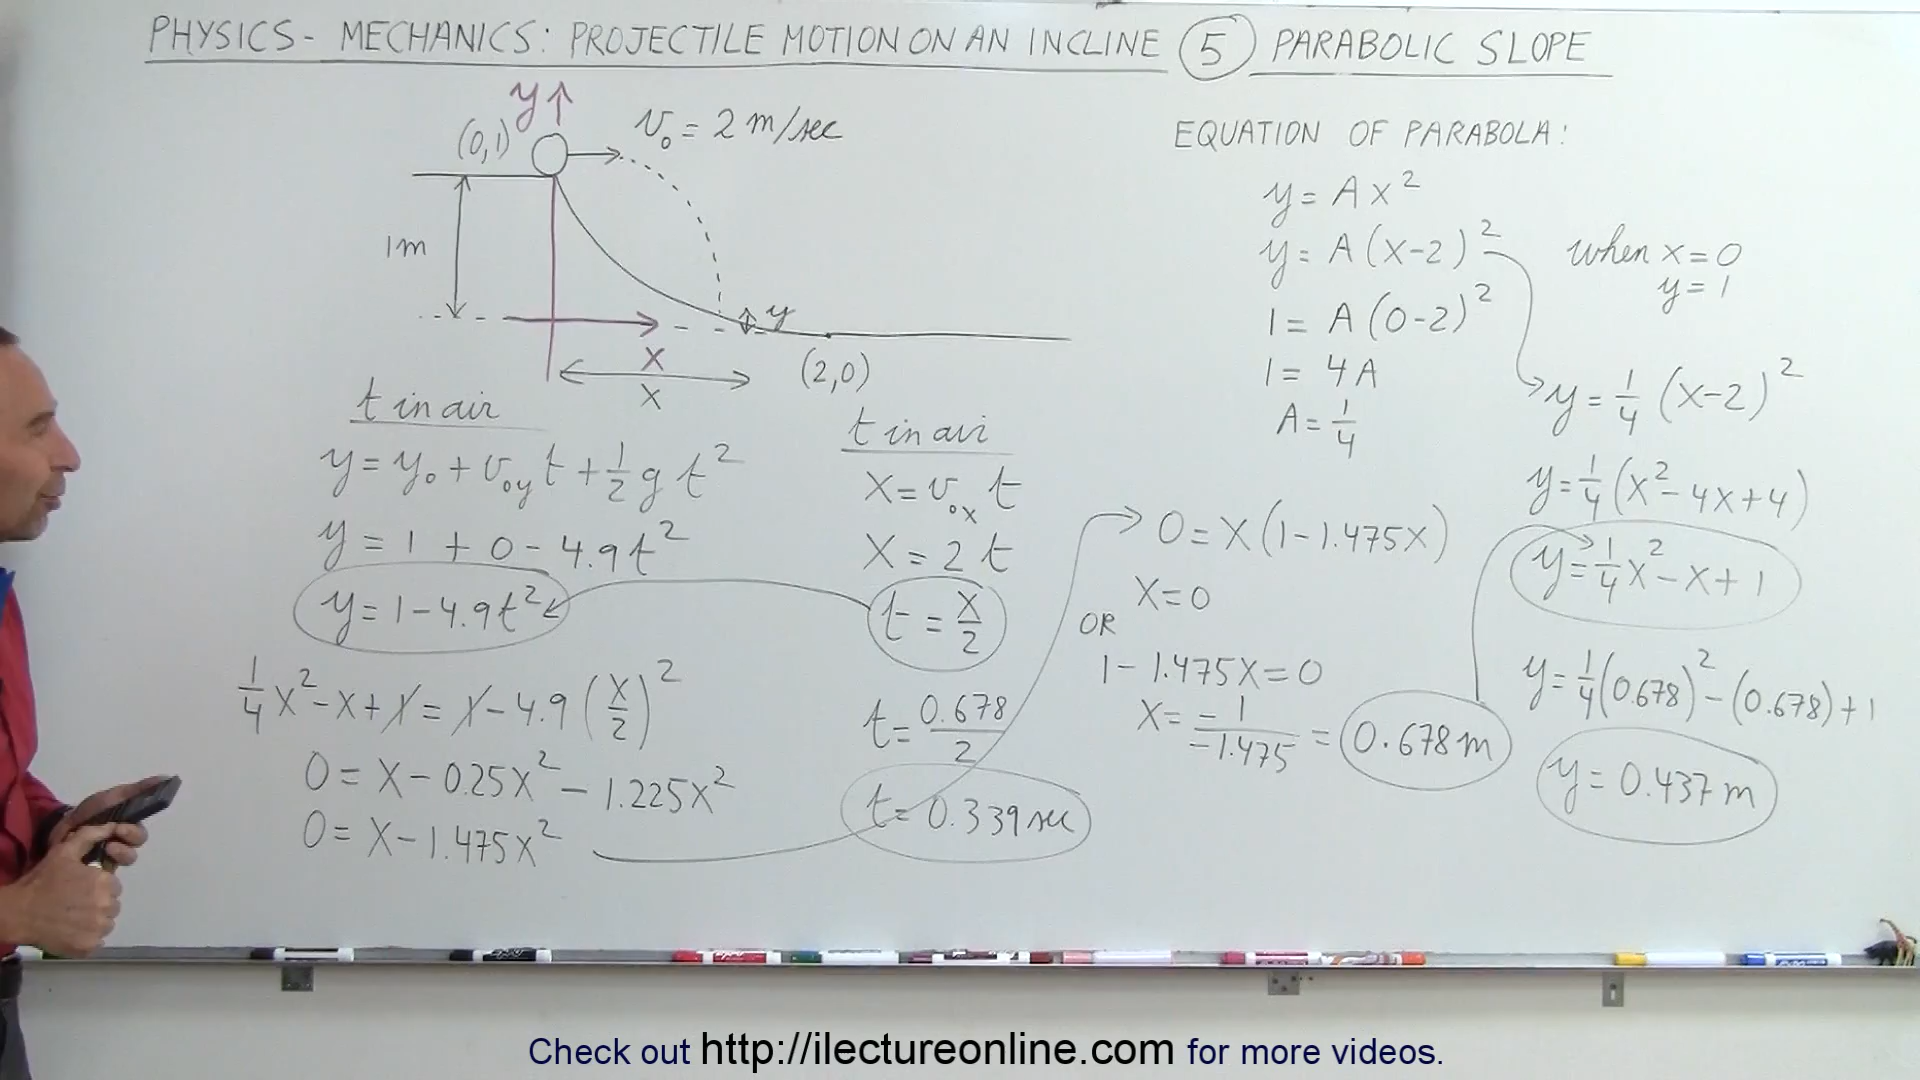 PHYSICS - MECHANICS: PROJECTILE MOTION ON AN INCLINE 5 PARABOLIC SLOPE
y↑
(0,1)
v₀ = 2 m/sec
1m
y
x
x
(2,0)
t in air
y = y₀ + v₀y t + 1/2 g t²
y = 1 + 0 - 4.9t²
y = 1 - 4.9t²
1/4 x² - x + 1 = 1 - 4.9 (x/2)²
0 = x - 0.25x² - 1.225x²
0 = x - 1.475x²
t in air
x = v₀x t
x = 2 t
t = x/2
t = 0.678/2
t = 0.339 sec
EQUATION OF PARABOLA:
y = A x²
y = A (x-2)²
1 = A (0-2)²
1 = 4A
A = 1/4
0 = x (1 - 1.475x)
x = 0
OR
1 - 1.475x = 0
x = -1/-1.475 = 0.678 m
when x = 0
y = 1
y = 1/4 (x-2)²
y = 1/4 (x² - 4x + 4)
y = 1/4 x² - x + 1
y = 1/4 (0.678)² - (0.678) + 1
y = 0.437 m
Check out http://ilectureonline.com for more videos.